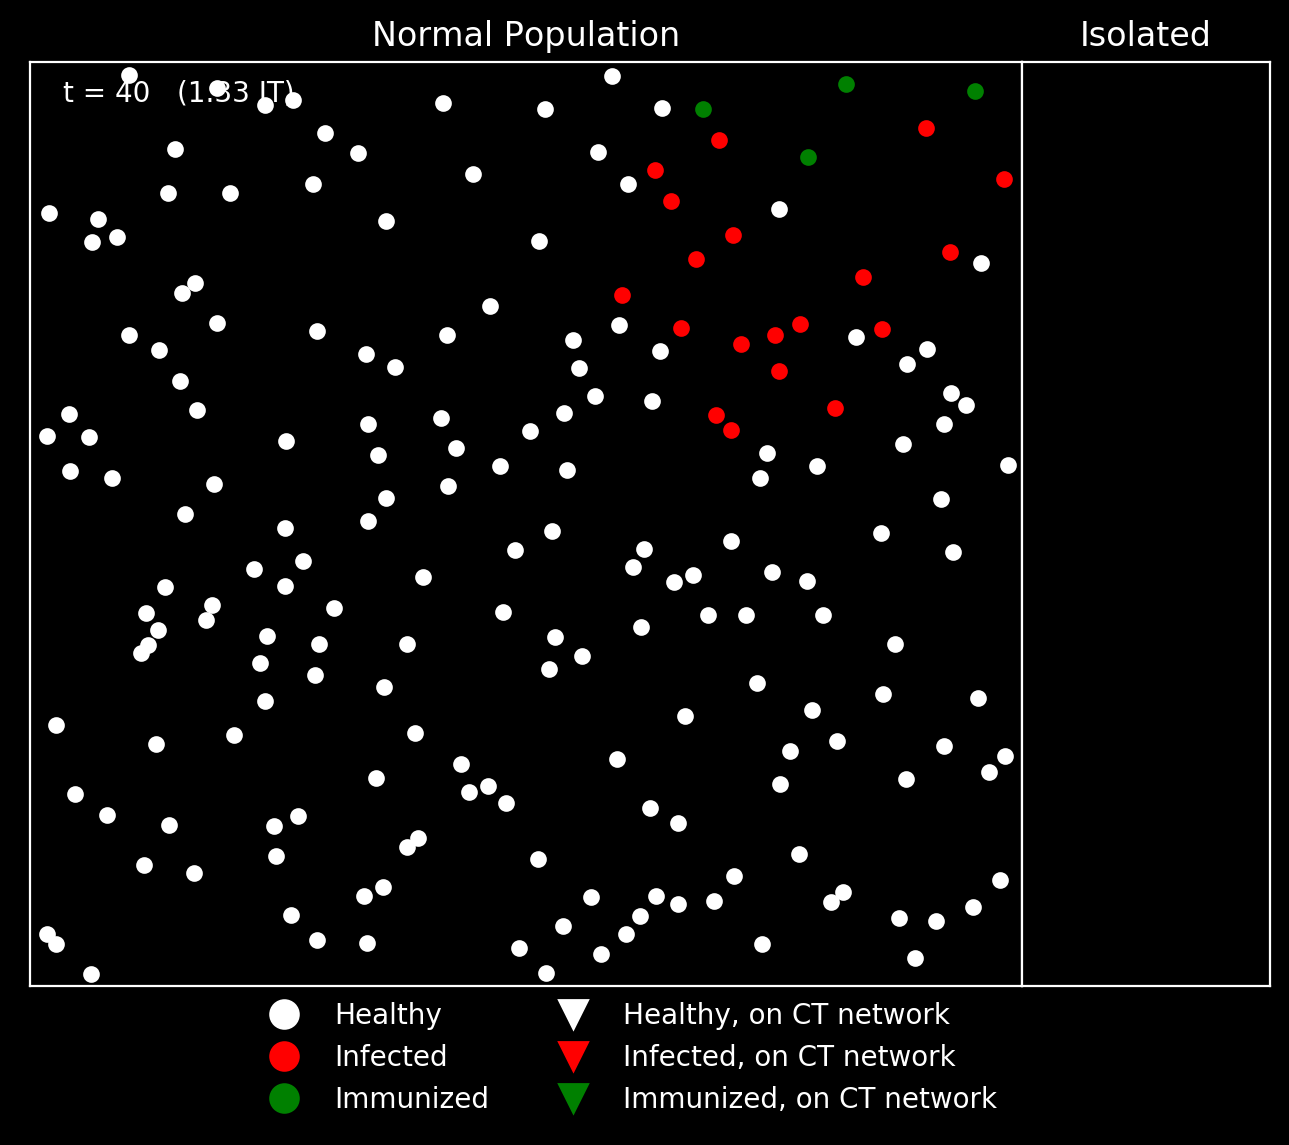 Normal Population
Isolated
t = 40 (1.33 IT)
Healthy
Infected
Immunized
Healthy, on CT network
Infected, on CT network
Immunized, on CT network